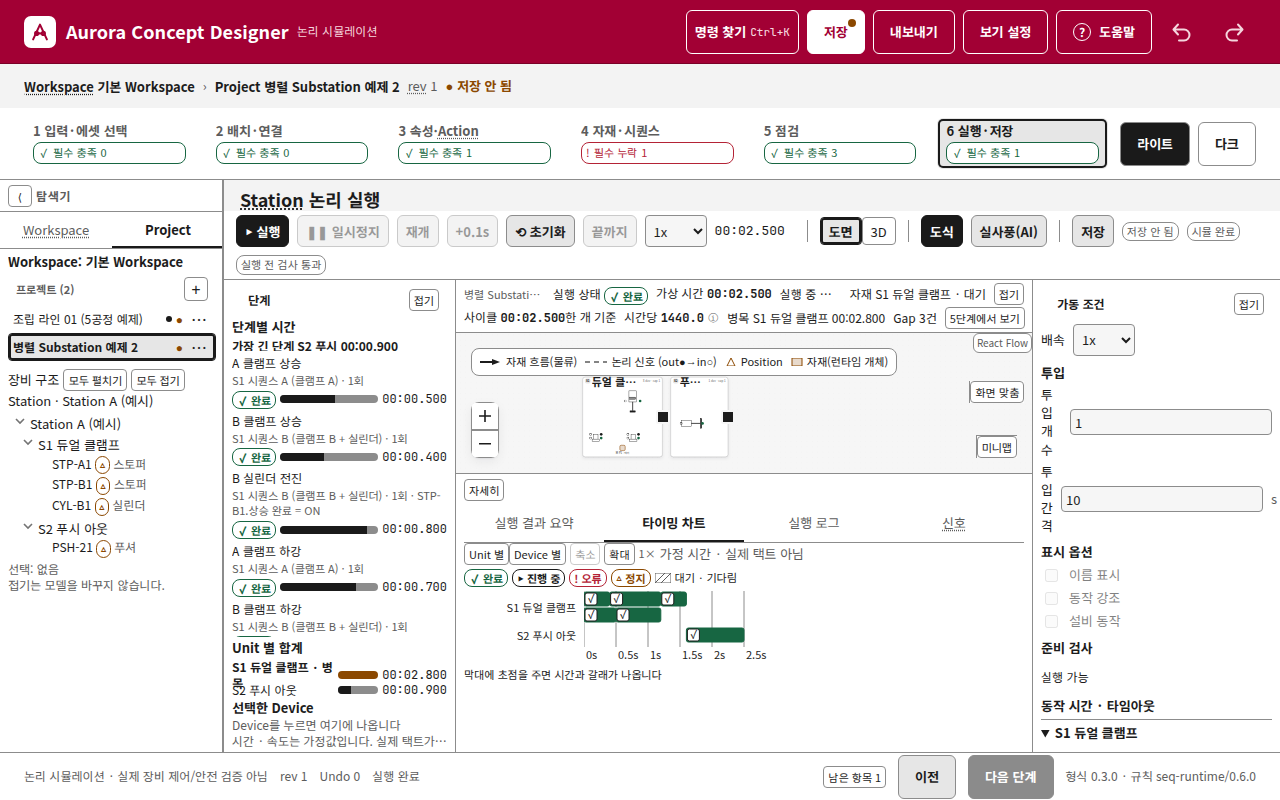 Aurora Concept Designer 논리 시뮬레이션
명령 찾기 Ctrl+K 저장 내보내기 보기 설정 ? 도움말
Workspace 기본 Workspace › Project 병렬 Substation 예제 2 rev 1 ● 저장 안 됨
1 입력·에셋 선택 2 배치·연결 3 속성·Action 4 자재·시퀀스 5 점검 6 실행·저장
✓ 필수 충족 0 ✓ 필수 충족 0 ✓ 필수 충족 1 ! 필수 누락 1 ✓ 필수 충족 3 ✓ 필수 충족 1
라이트 다크
⟨ 탐색기
Workspace Project
Workspace: 기본 Workspace
프로젝트 (2) +
조립 라인 01 (5공정 예제) ● ● ···
병렬 Substation 예제 2 ● ···
장비 구조 모두 펼치기 모두 접기
Station · Station A (예시)
Station A (예시)
S1 듀얼 클램프
STP-A1 △ 스토퍼
STP-B1 △ 스토퍼
CYL-B1 △ 실린더
S2 푸시 아웃
PSH-21 △ 푸셔
선택: 없음
접기는 모델을 바꾸지 않습니다.
Station 논리 실행
▶ 실행 ❚❚ 일시정지 재개 +0.1s ⟲ 초기화 끝까지 1x 00:02.500 도면 3D 도식 실사풍(AI) 저장 저장 안 됨 시뮬 완료
실행 전 검사 통과
단계 접기
단계별 시간
가장 긴 단계 S2 푸시 00:00.900
A 클램프 상승
S1 시퀀스 A (클램프 A) · 1회
✓ 완료 00:00.500
B 클램프 상승
S1 시퀀스 B (클램프 B + 실린더) · 1회
✓ 완료 00:00.400
B 실린더 전진
S1 시퀀스 B (클램프 B + 실린더) · 1회 · STP-
B1.상승 완료 = ON
✓ 완료 00:00.800
A 클램프 하강
S1 시퀀스 A (클램프 A) · 1회
✓ 완료 00:00.700
B 클램프 하강
S1 시퀀스 B (클램프 B + 실린더) · 1회
Unit 별 합계
S1 듀얼 클램프 · 병
목 00:02.800
S2 푸시 아웃 00:00.900
선택한 Device
Device를 누르면 여기에 나옵니다
시간 · 속도는 가정값입니다. 실제 택트가···
병렬 Substati··· 실행 상태 ✓ 완료 가상 시간 00:02.500 실행 중 ··· 자재 S1 듀얼 클램프 · 대기 접기
사이클 00:02.500한 개 기준 시간당 1440.0 ⓘ 병목 S1 듀얼 클램프 00:02.800 Gap 3건 5단계에서 보기
React Flow
자재 흐름(물류) 논리 신호 (out●→in○) △ Position 자재(런타임 개체)
듀얼 클··· 푸···
화면 맞춤
+
−
미니맵
자세히
실행 결과 요약 타이밍 차트 실행 로그 신호
Unit 별 Device 별 축소 확대 1× 가정 시간 · 실제 택트 아님
✓ 완료 ▶ 진행 중 ! 오류 △ 정지 대기 · 기다림
S1 듀얼 클램프
S2 푸시 아웃
0s 0.5s 1s 1.5s 2s 2.5s
막대에 초점을 주면 시간과 갈래가 나옵니다
가동 조건 접기
배속 1x
투입
투입 개수 1
투입 간격 10 s
표시 옵션
이름 표시
동작 강조
설비 동작
준비 검사
실행 가능
동작 시간 · 타임아웃
▼ S1 듀얼 클램프
논리 시뮬레이션 · 실제 장비 제어/안전 검증 아님 rev 1 Undo 0 실행 완료
남은 항목 1 이전 다음 단계 형식 0.3.0 · 규칙 seq-runtime/0.6.0